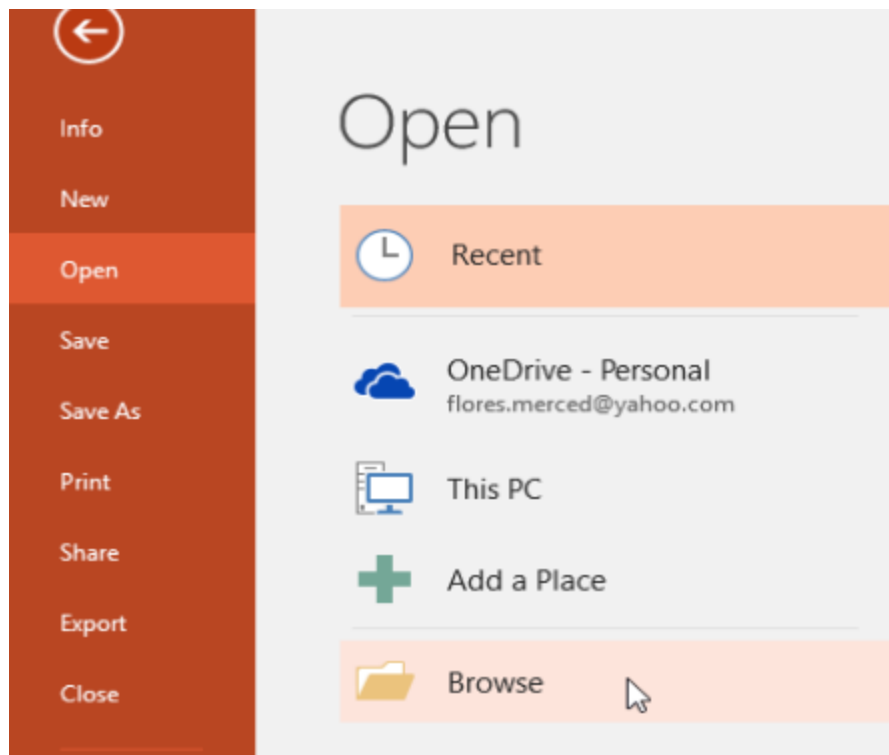 Info
New
Open
Save
Save As
Print
Share
Export
Close
Open
Recent
OneDrive - Personal
flores.merced@yahoo.com
This PC
Add a Place
Browse